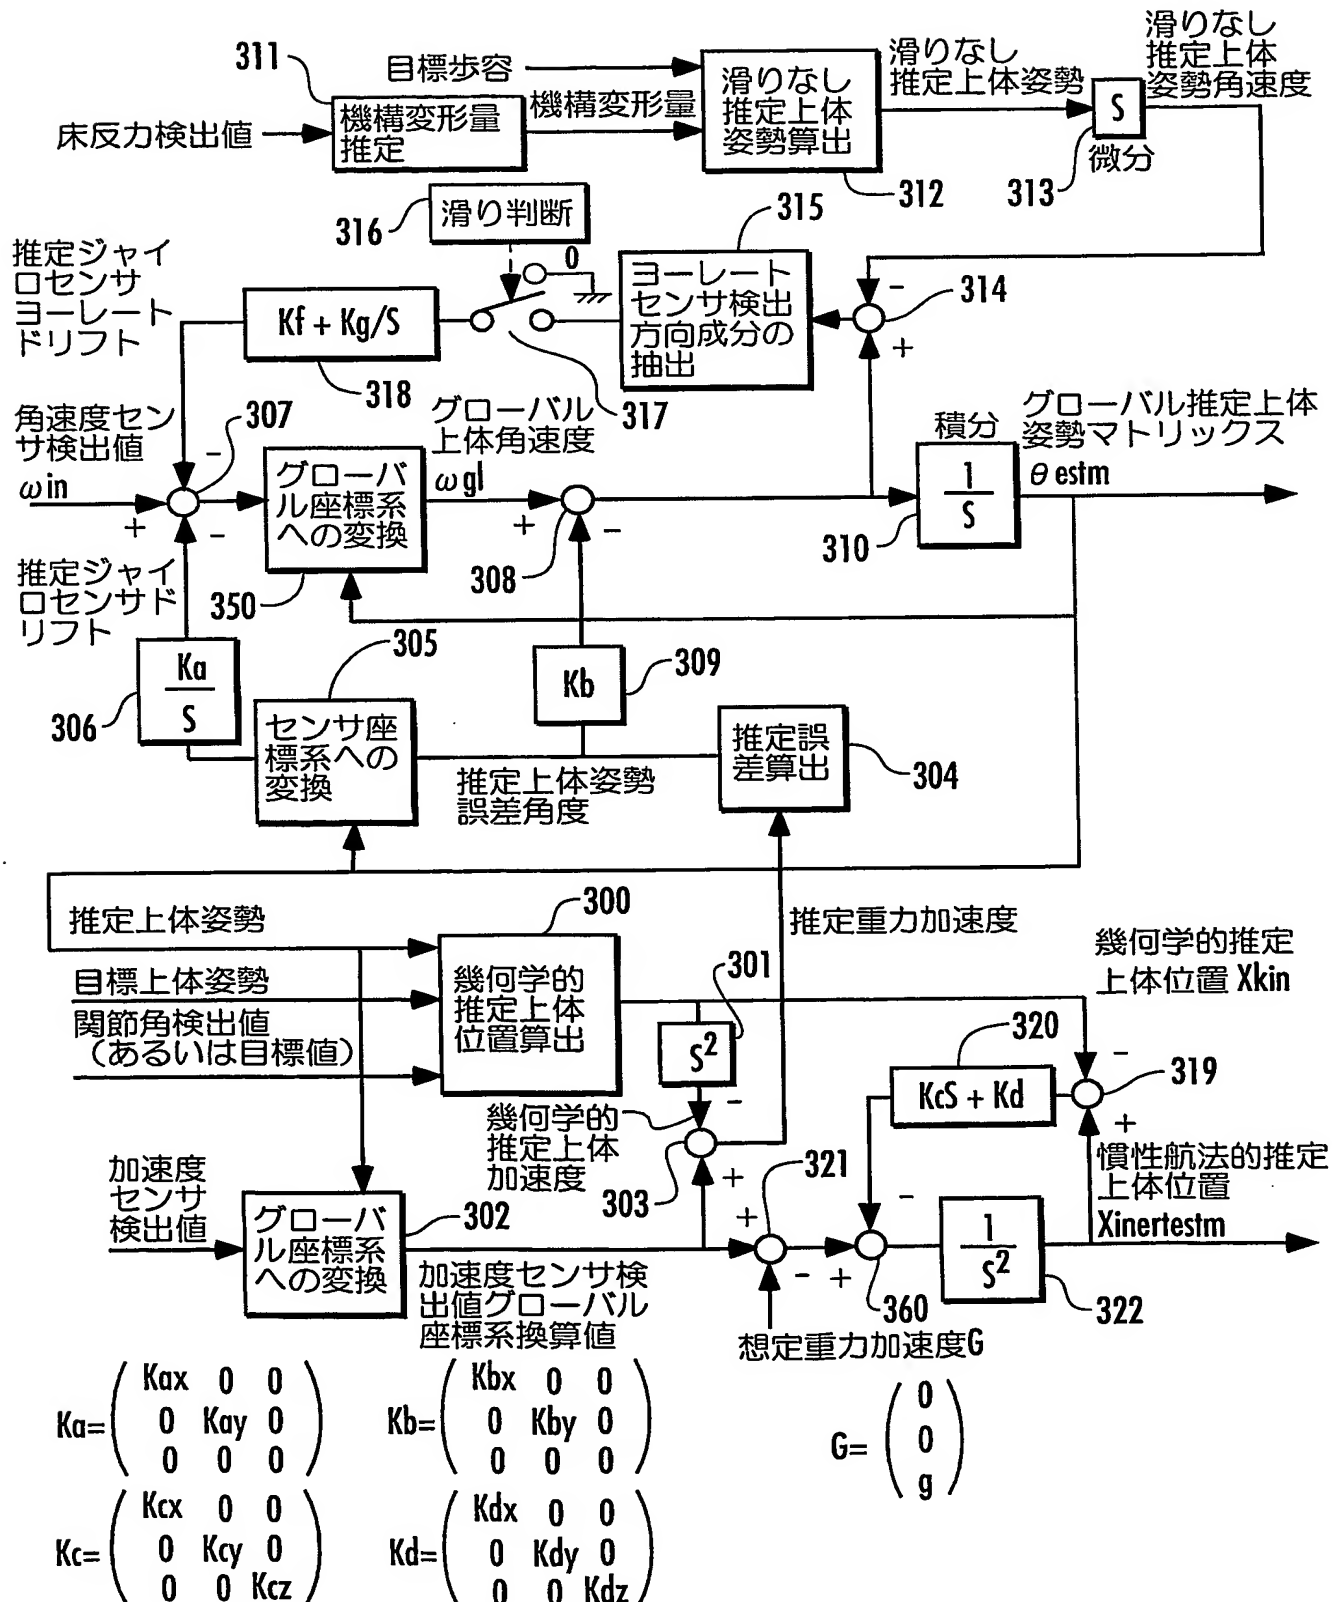 311
目標歩容
床反力検出値
機構変形量
推定
機構変形量
滑りなし
推定上体
姿勢算出
312
滑りなし
推定上体姿勢
S
微分
313
滑りなし
推定上体
姿勢角速度
316
滑り判断
0
317
315
ヨーレート
センサ検出
方向成分の
抽出
−
314
+
推定ジャイ
ロセンサ
ヨーレート
ドリフト
Kf + Kg/S
318
角速度セン
サ検出値
ωin
307
−
+
−
グローバ
ル座標系
への変換
350
グローバル
上体角速度
ωgl
+
−
308
積分
1
S
310
グローバル推定上体
姿勢マトリックス
θestm
推定ジャイ
ロセンサド
リフト
Ka
S
306
305
センサ座
標系への
変換
Kb
309
推定上体姿勢
誤差角度
推定誤
差算出
304
推定上体姿勢
目標上体姿勢
関節角検出値
(あるいは目標値)
300
幾何学的
推定上体
位置算出
301
S2
−
推定重力加速度
幾何学的推定
上体位置 Xkin
320
KcS + Kd
−
319
+
幾何学的
推定上体
加速度
303
+
加速度
センサ
検出値
グローバ
ル座標系
への変換
302
加速度センサ検
出値グローバル
座標系換算値
+
321
−
想定重力加速度G
−
+
360
1
S2
322
慣性航法的推定
上体位置
Xinertestm
Ka=
Kax 0 0
0 Kay 0
0 0 0
Kb=
Kbx 0 0
0 Kby 0
0 0 0
G=
0
0
g
Kc=
Kcx 0 0
0 Kcy 0
0 0 Kcz
Kd=
Kdx 0 0
0 Kdy 0
0 0 Kdz